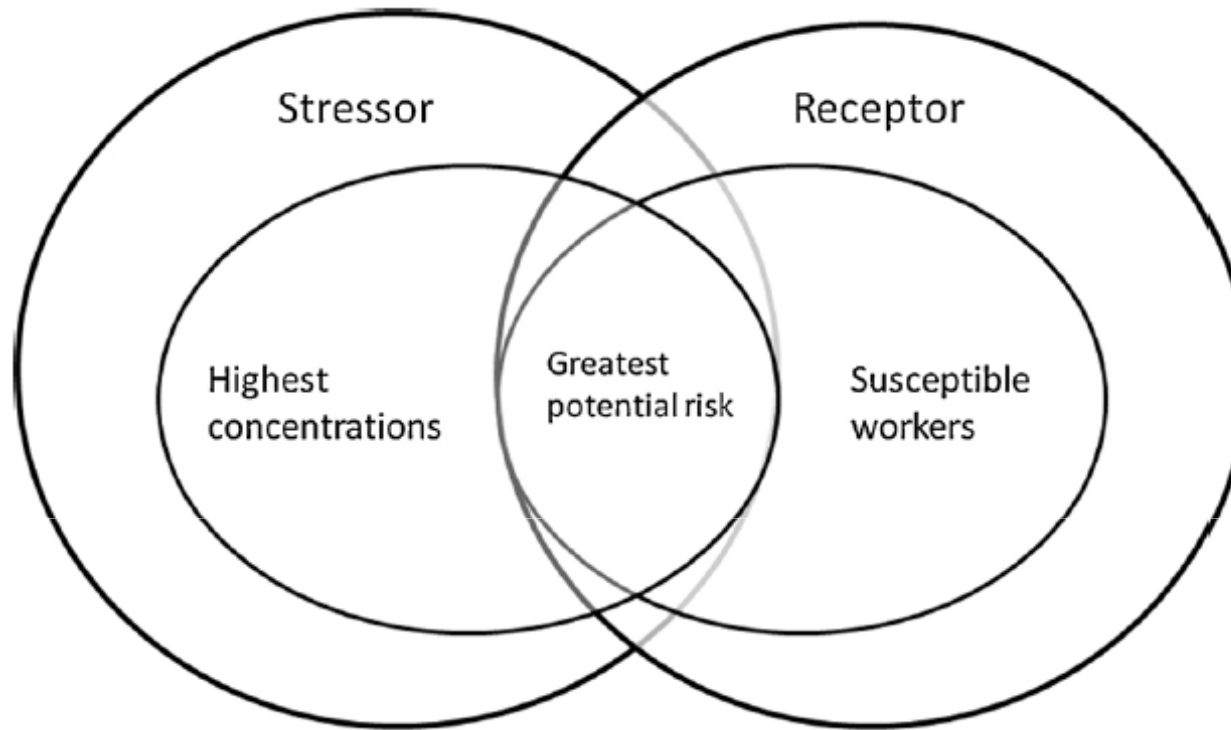 Stressor
Receptor
Highest
concentrations
Greatest
potential risk
Susceptible
workers